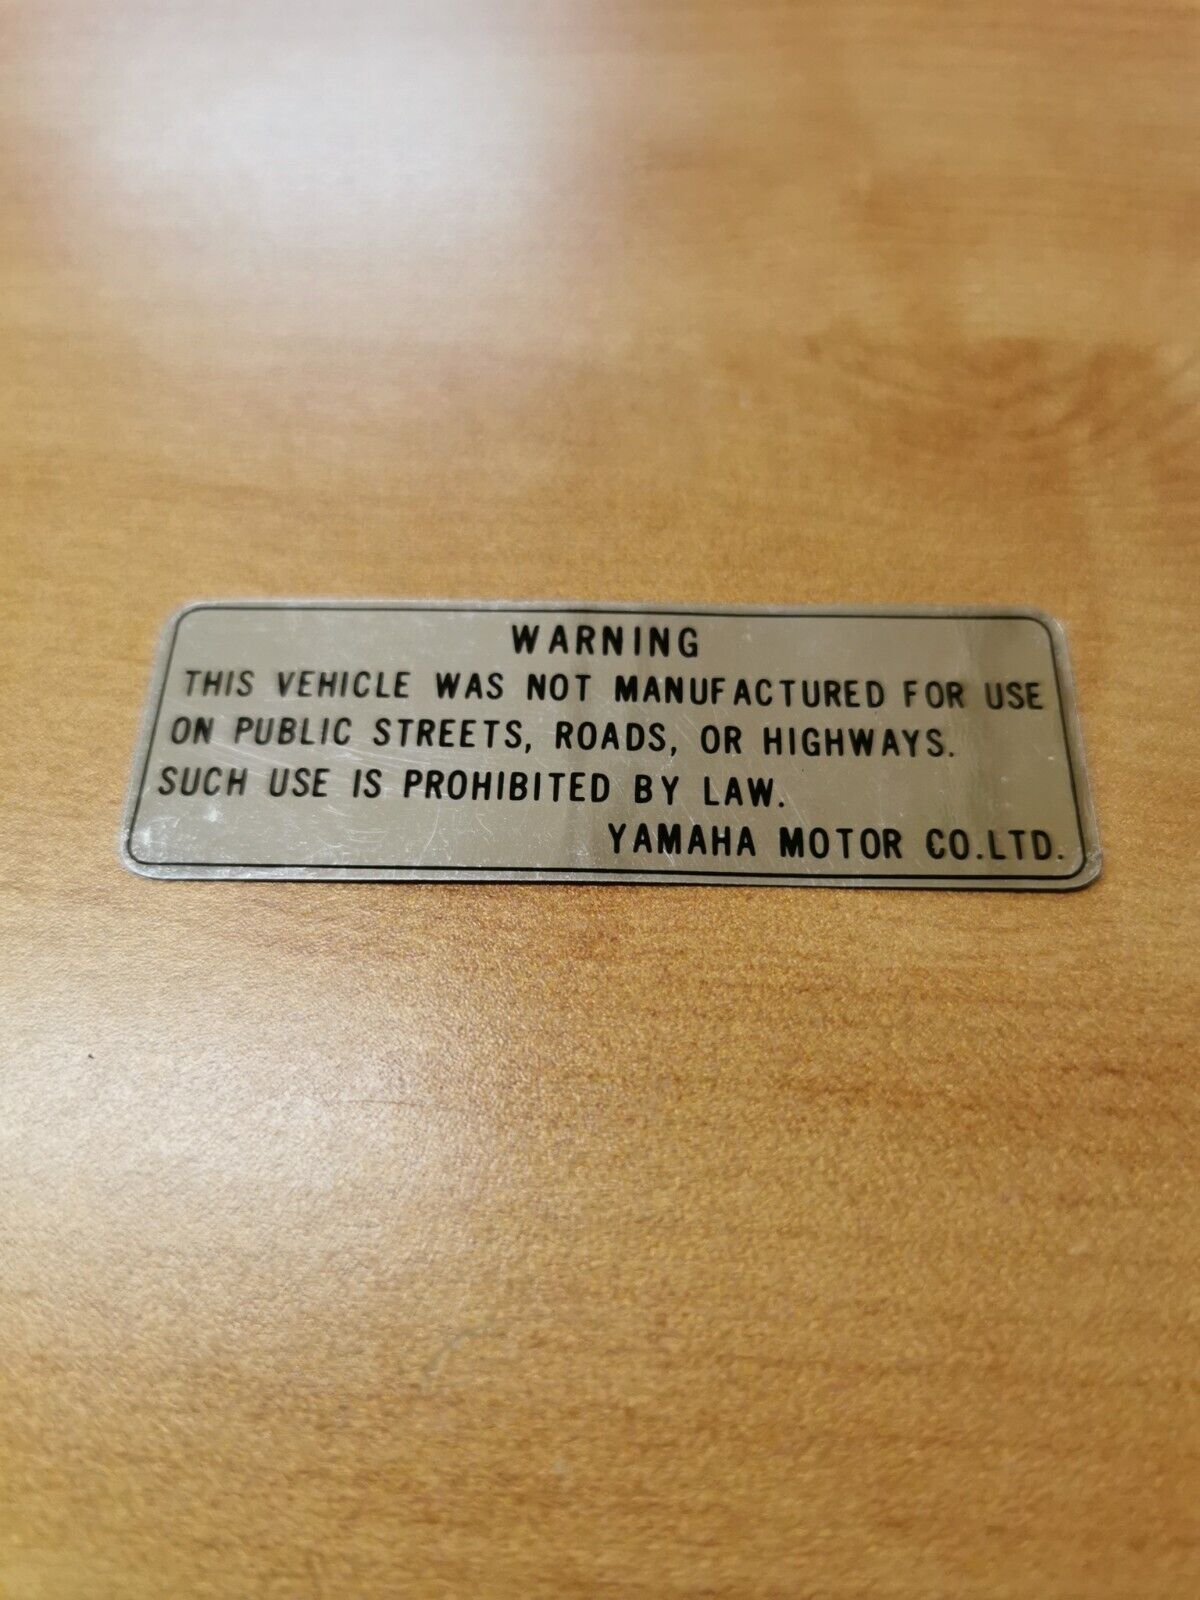 WARNING
THIS VEHICLE WAS NOT MANUFACTURED FOR USE
ON PUBLIC STREETS, ROADS, OR HIGHWAYS.
SUCH USE IS PROHIBITED BY LAW.
YAMAHA MOTOR CO.LTD.